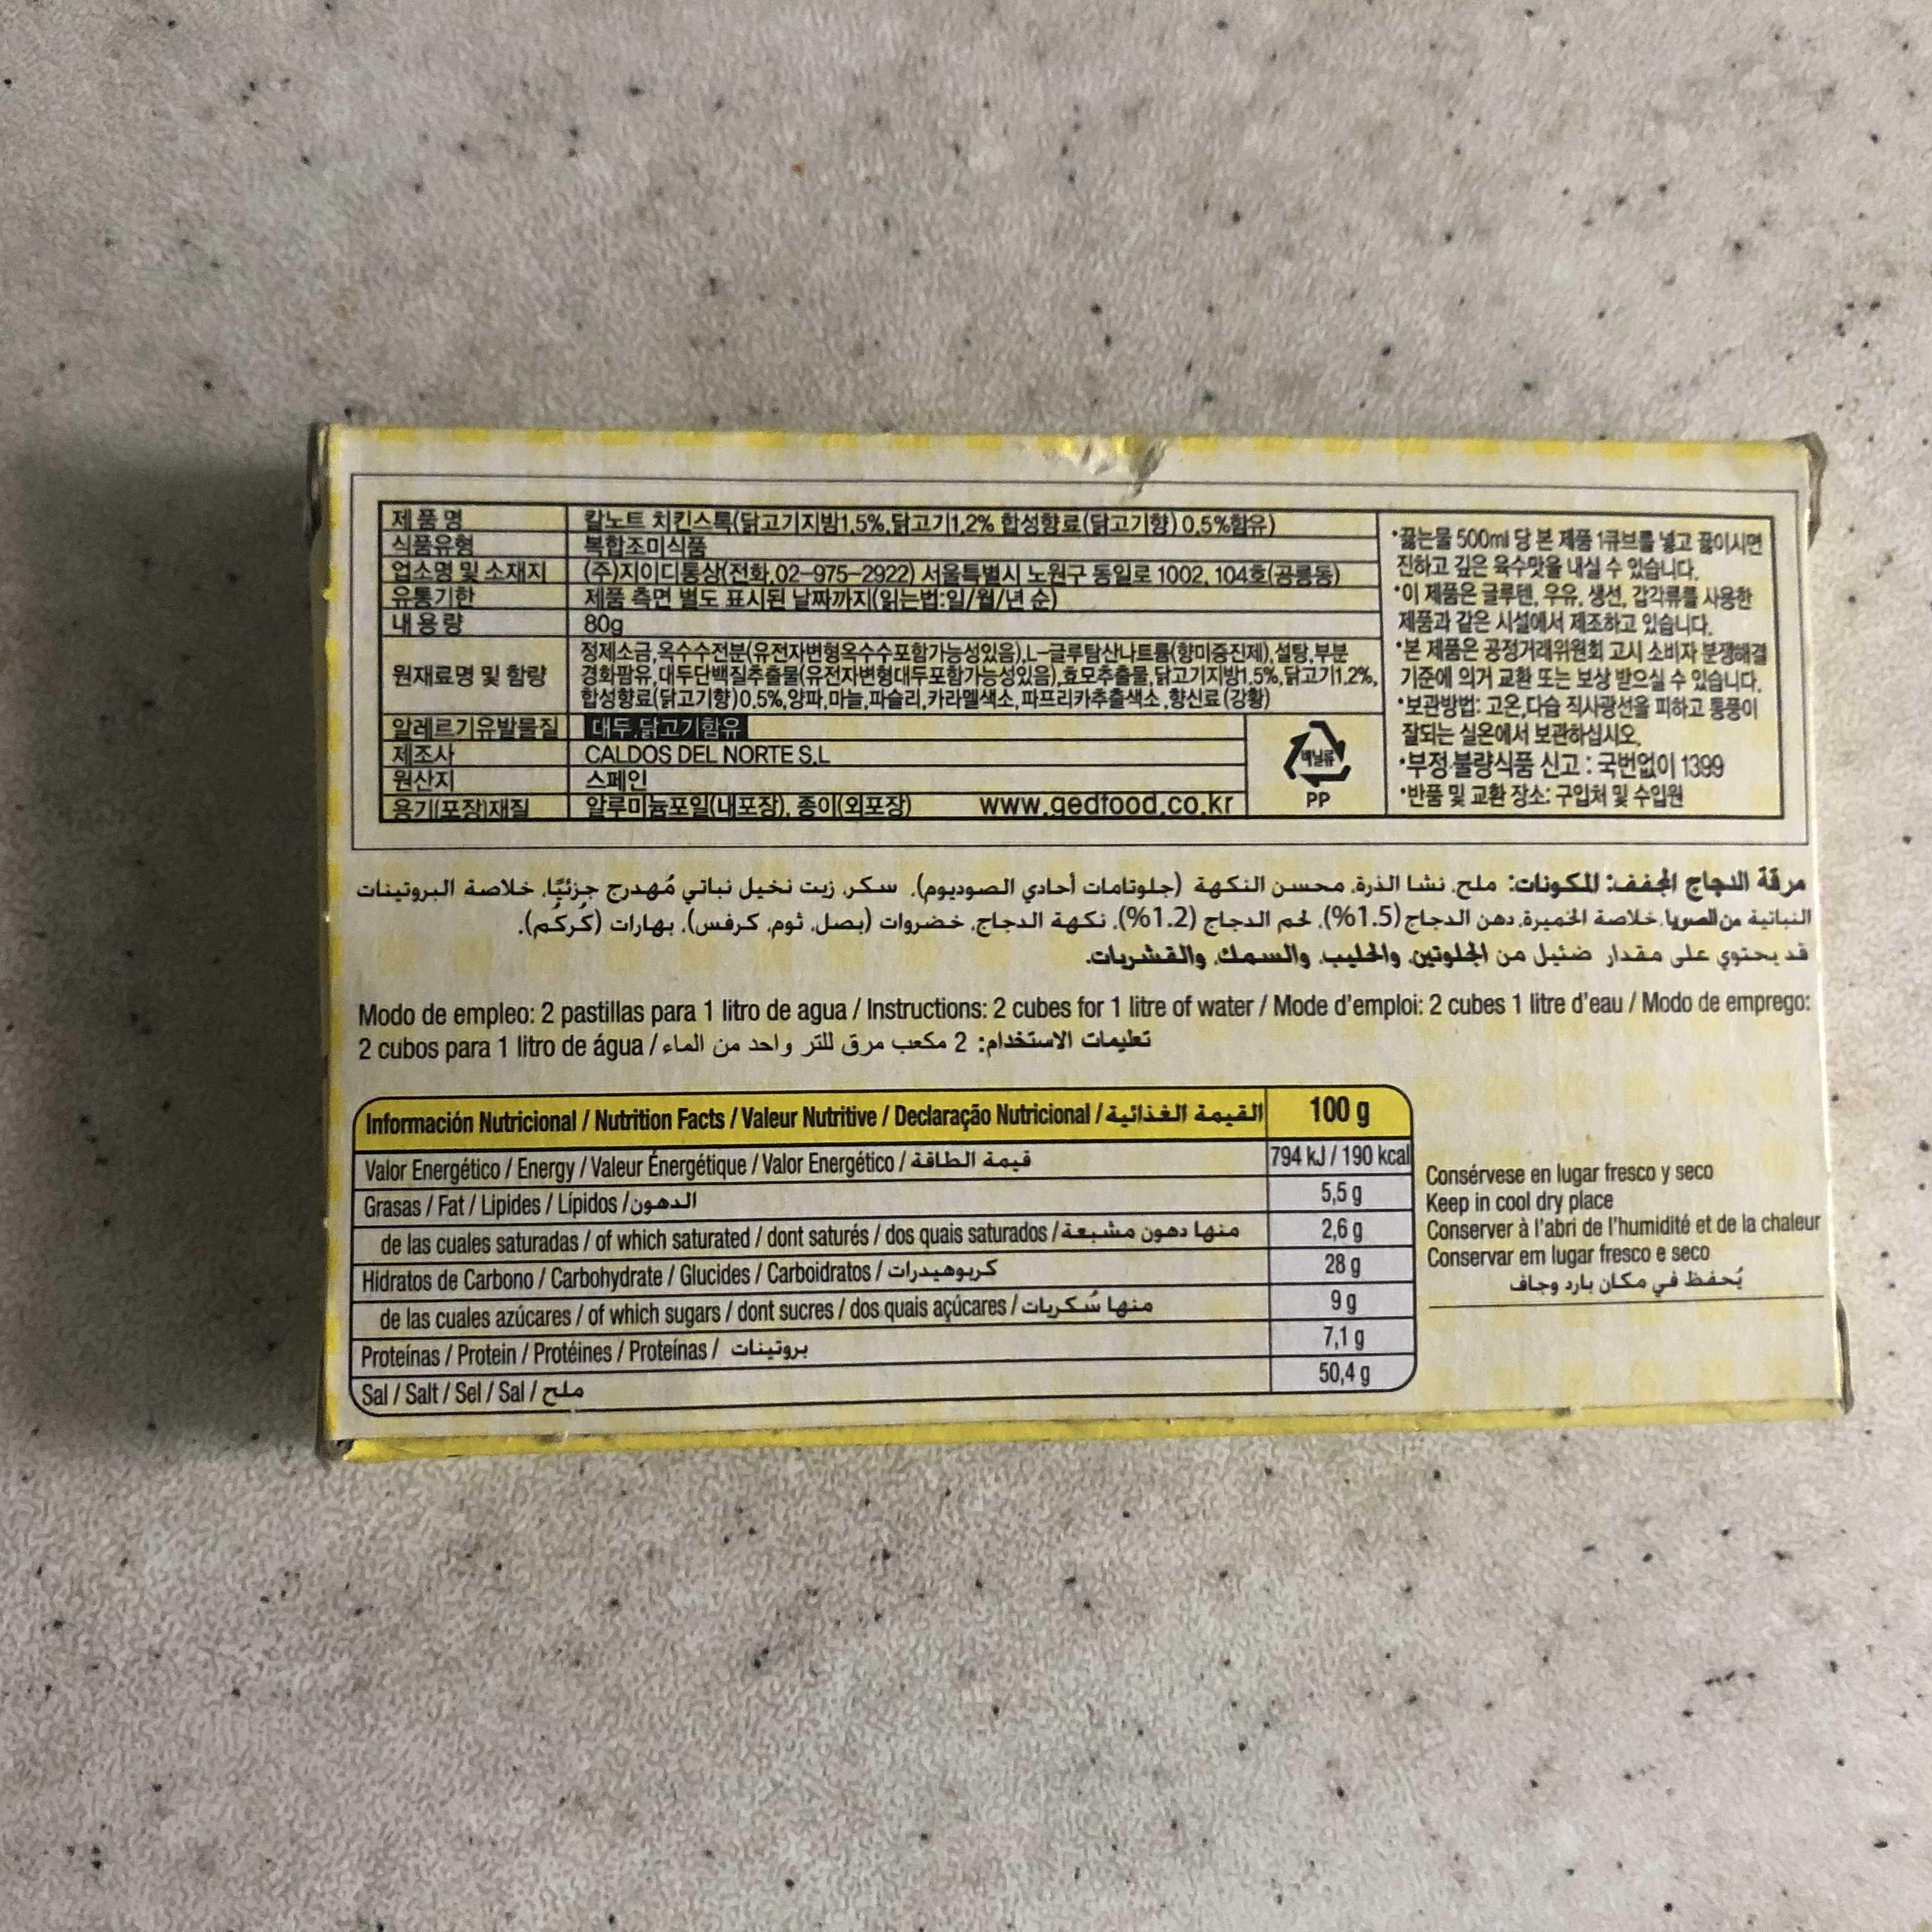 제품명 칼노트 치킨스톡(닭고기지방1.5%,닭고기1.2% 합성향료(닭고기향) 0.5%함유)
식품유형 복합조미식품
업소명 및 소재지 (주)지이디통상(전화,02-975-2922) 서울특별시 노원구 동일로 1002, 104호(공릉동)
유통기한 제품 측면 별도 표시된 날짜까지(읽는법:일/월/년 순)
내용량 80g
원재료명 및 함량 정제소금,옥수수전분(유전자변형옥수수포함가능성있음),L-글루탐산나트륨(향미증진제),설탕,부분
경화팜유,대두단백질추출물(유전자변형대두포함가능성있음),효모추출물,닭고기지방1.5%,닭고기1.2%,
합성향료(닭고기향)0.5%,양파,마늘,파슬리,카라멜색소,파프리카추출색소,향신료(강황)
알레르기유발물질 대두,닭고기함유
제조사 CALDOS DEL NORTE S.L
원산지 스페인
용기(포장)재질 알루미늄포일(내포장), 종이(외포장) www.gedfood.co.kr
비닐류
PP
•끓는물 500ml 당 본 제품 1큐브를 넣고 끓이시면
진하고 깊은 육수맛을 내실 수 있습니다.
•이 제품은 글루텐, 우유, 생선, 갑각류를 사용한
제품과 같은 시설에서 제조하고 있습니다.
•본 제품은 공정거래위원회 고시 소비자 분쟁해결
기준에 의거 교환 또는 보상 받으실 수 있습니다.
•보관방법: 고온,다습 직사광선을 피하고 통풍이
잘되는 실온에서 보관하십시오.
•부정·불량식품 신고 : 국번없이 1399
•반품 및 교환 장소: 구입처 및 수입원
مرقة الدجاج المجفف: المكونات: ملح, نشا الذرة, محسن النكهة (جلوتامات أحادي الصوديوم), سكر, زيت نخيل نباتي مُهدرج جزئيًا, خلاصة البروتينات
النباتية من الصويا, خلاصة الخميرة, دهن الدجاج (1.5%), لحم الدجاج (1.2%), نكهة الدجاج, خضروات (بصل, ثوم, كرفس), بهارات (كُركُم).
قد يحتوي على مقدار ضئيل من الجلوتين, والحليب, والسمك, والقشريات.
Modo de empleo: 2 pastillas para 1 litro de agua / Instructions: 2 cubes for 1 litre of water / Mode d'emploi: 2 cubes 1 litre d'eau / Modo de emprego:
2 cubos para 1 litro de água / تعليمات الاستخدام: 2 مكعب مرق للتر واحد من الماء
Información Nutricional / Nutrition Facts / Valeur Nutritive / Declaração Nutricional / القيمة الغذائية 100 g
Valor Energético / Energy / Valeur Énergétique / Valor Energético / قيمة الطاقة 794 kJ / 190 kcal
Grasas / Fat / Lipides / Lípidos / الدهون 5,5 g
de las cuales saturadas / of which saturated / dont saturés / dos quais saturados / منها دهون مشبعة 2,6 g
Hidratos de Carbono / Carbohydrate / Glucides / Carboidratos / كربوهيدرات 28 g
de las cuales azúcares / of which sugars / dont sucres / dos quais açúcares / منها سُكريات 9 g
Proteínas / Protein / Protéines / Proteínas / بروتينات 7,1 g
Sal / Salt / Sel / Sal / ملح 50,4 g
Consérvese en lugar fresco y seco
Keep in cool dry place
Conserver à l'abri de l'humidité et de la chaleur
Conservar em lugar fresco e seco
يُحفظ في مكان بارد وجاف